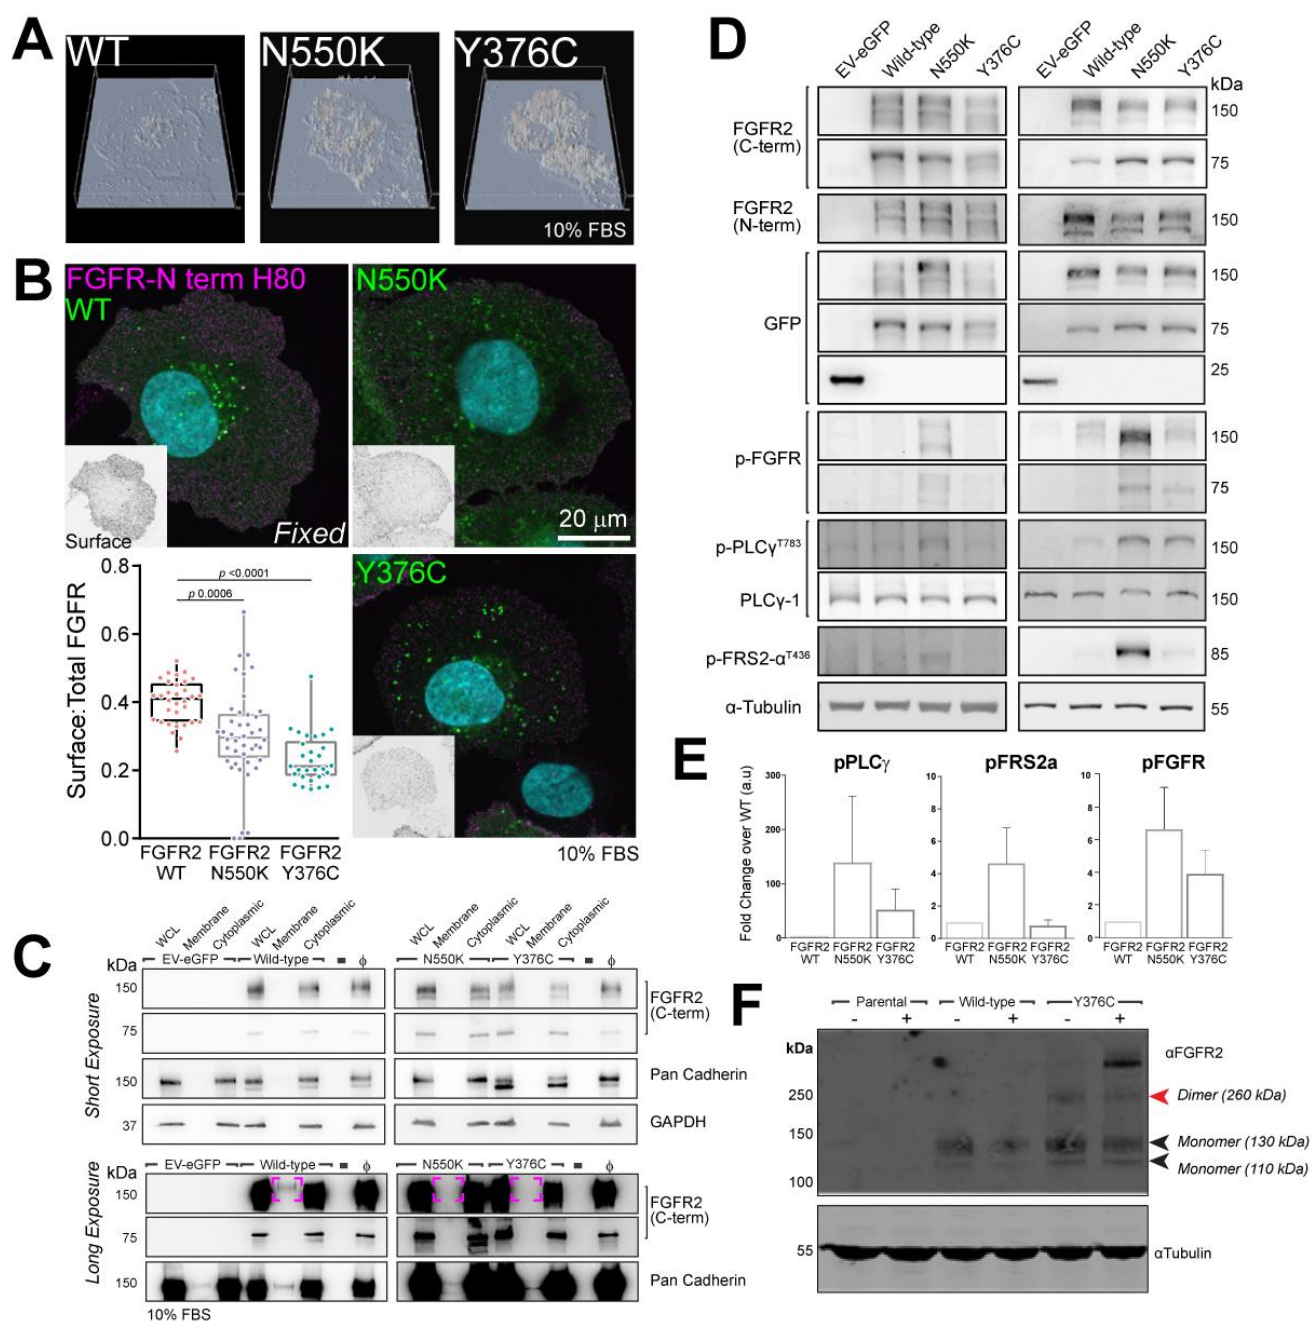 A
WT
N550K
Y376C
10% FBS
B
FGFR-N term H80
WT
N550K
Surface
Fixed
20 μm
Y376C
10% FBS
p <0.0001
p 0.0006
Surface:Total FGFR
0.8
0.6
0.4
0.2
0.0
FGFR2 FGFR2 FGFR2
WT N550K Y376C
C
WCL Membrane Cytoplasmic WCL Membrane Cytoplasmic WCL Membrane Cytoplasmic WCL Membrane Cytoplasmic
kDa EV-eGFP Wild-type ϕ N550K Y376C ϕ
Short Exposure
150
75
FGFR2
(C-term)
150 Pan Cadherin
37 GAPDH
kDa EV-eGFP Wild-type ϕ N550K Y376C ϕ
Long Exposure
150
75
FGFR2
(C-term)
150 Pan Cadherin
10% FBS
D
EV-eGFP Wild-type N550K Y376C EV-eGFP Wild-type N550K Y376C
kDa
FGFR2
(C-term)
150
75
FGFR2
(N-term)
150
GFP
150
75
25
p-FGFR
150
75
p-PLCγT783 150
PLCγ-1 150
p-FRS2-αT436 85
α-Tubulin 55
E
pPLCγ
Fold Change over WT (a.u)
300
200
100
0
FGFR2 FGFR2 FGFR2
WT N550K Y376C
pFRS2a
10
8
6
4
2
0
FGFR2 FGFR2 FGFR2
WT N550K Y376C
pFGFR
10
8
6
4
2
0
FGFR2 FGFR2 FGFR2
WT N550K Y376C
F
Parental Wild-type Y376C
- + - + - +
kDa
αFGFR2
250 Dimer (260 kDa)
150 Monomer (130 kDa)
Monomer (110 kDa)
100
55 αTubulin